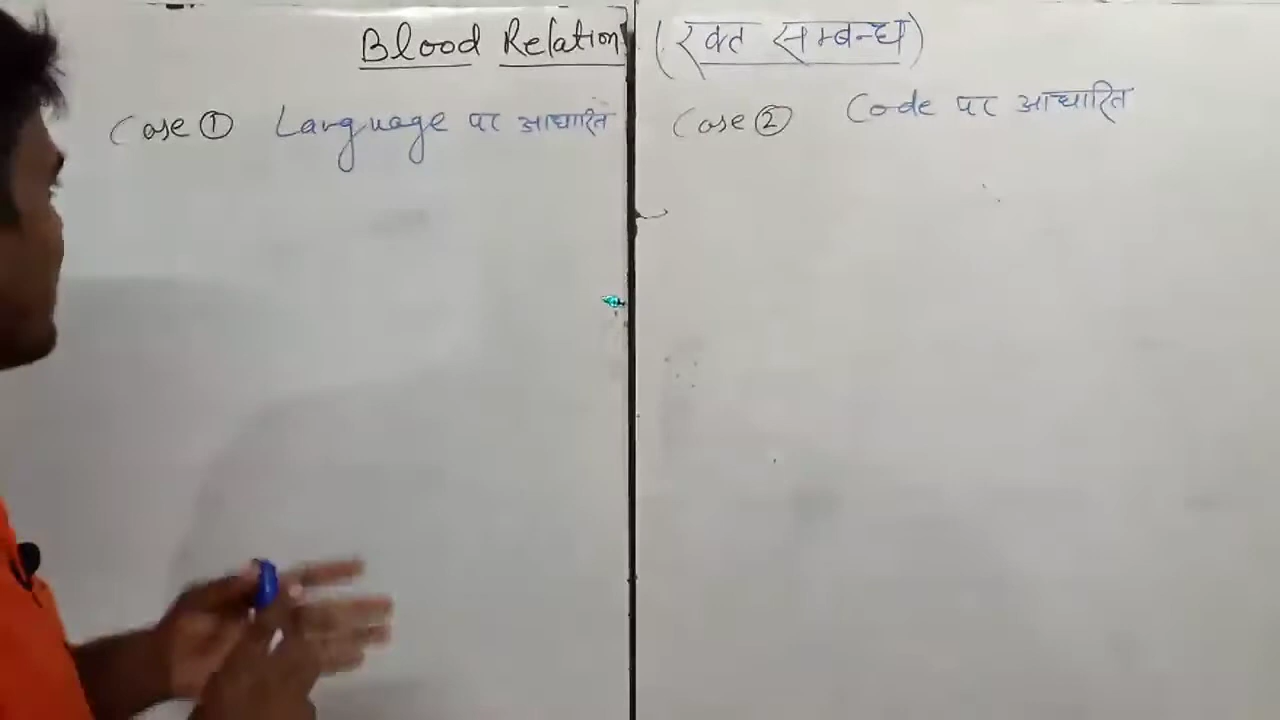 Blood Relation (रक्त सम्बन्ध)
Case ① Language पर आधारित
Case ② Code पर आधारित